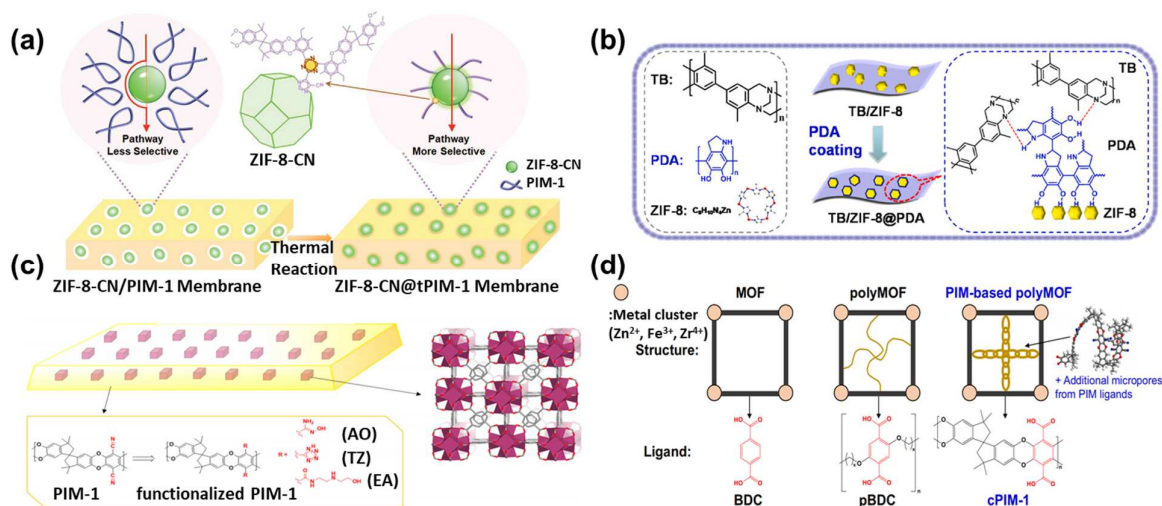 (a)
Pathway
Less Selective
ZIF-8-CN
CN
Pathway
More Selective
ZIF-8-CN
PIM-1
Thermal
Reaction
ZIF-8-CN/PIM-1 Membrane
ZIF-8-CN@tPIM-1 Membrane
(b)
TB:
PDA:
ZIF-8: C₈H₁₀N₄Zn
TB/ZIF-8
PDA
coating
TB/ZIF-8@PDA
TB
TB
PDA
ZIF-8
(c)
PIM-1
functionalized PIM-1
R =
(AO)
(TZ)
(EA)
(d)
:Metal cluster
(Zn²⁺, Fe³⁺, Zr⁴⁺)
Structure:
MOF
polyMOF
PIM-based polyMOF
+ Additional micropores
from PIM ligands
Ligand:
BDC
pBDC
cPIM-1